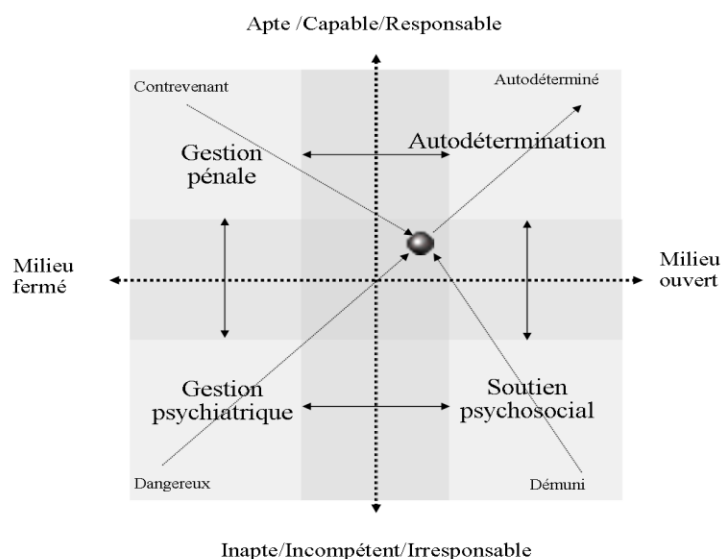 Apte /Capable/Responsable
Contrevenant
Autodéterminé
Gestion
pénale
Autodétermination
Milieu
fermé
Milieu
ouvert
Gestion
psychiatrique
Soutien
psychosocial
Dangereux
Démuni
Inapte/Incompétent/Irresponsable